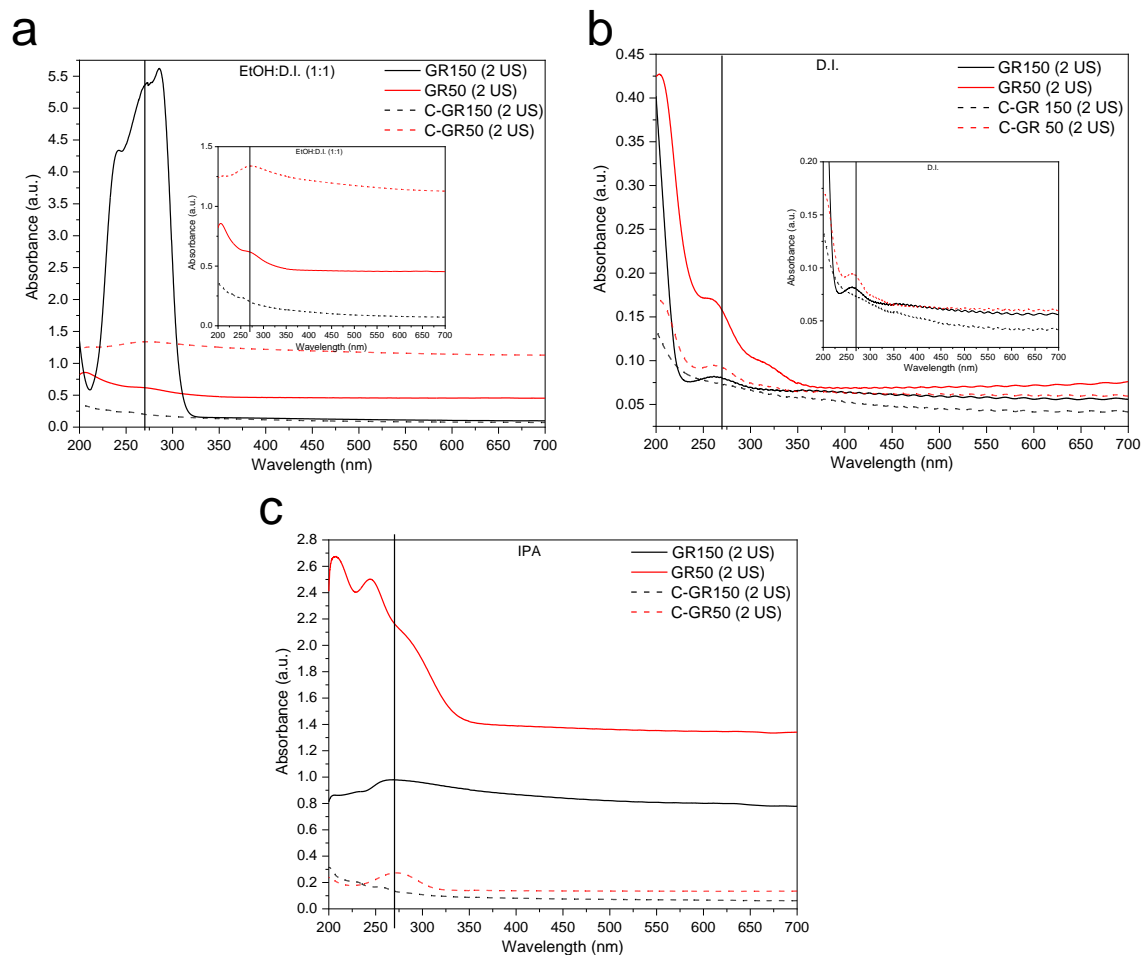 a
EtOH:D.I. (1:1)
GR150 (2 US)
GR50 (2 US)
C-GR150 (2 US)
C-GR50 (2 US)
Absorbance (a.u.)
5.5
5.0
4.5
4.0
3.5
3.0
2.5
2.0
1.5
1.0
0.5
0.0
200 250 300 350 400 450 500 550 600 650 700
Wavelength (nm)
EtOH:D.I. (1:1)
Absorbance (a.u.)
1.5
1.0
0.5
0.0
200 250 300 350 400 450 500 550 600 650 700
Wavelength (nm)
b
D.I.
GR150 (2 US)
GR50 (2 US)
C-GR 150 (2 US)
C-GR 50 (2 US)
Absorbance (a.u.)
0.45
0.40
0.35
0.30
0.25
0.20
0.15
0.10
0.05
200 250 300 350 400 450 500 550 600 650 700
Wavelength (nm)
D.I.
Absorbance (a.u.)
0.20
0.15
0.10
0.05
200 250 300 350 400 450 500 550 600 650 700
Wavelength (nm)
c
IPA
GR150 (2 US)
GR50 (2 US)
C-GR150 (2 US)
C-GR50 (2 US)
Absorbance (a.u.)
2.8
2.6
2.4
2.2
2.0
1.8
1.6
1.4
1.2
1.0
0.8
0.6
0.4
0.2
0.0
200 250 300 350 400 450 500 550 600 650 700
Wavelength (nm)